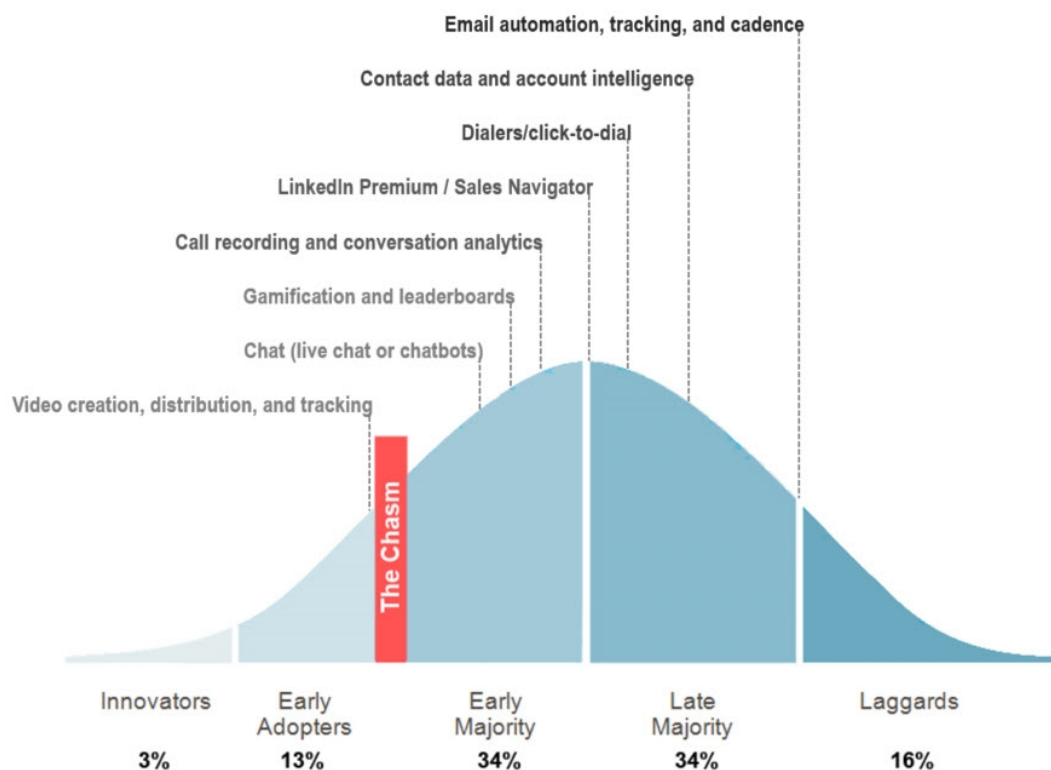 Email automation, tracking, and cadence
Contact data and account intelligence
Dialers/click-to-dial
LinkedIn Premium / Sales Navigator
Call recording and conversation analytics
Gamification and leaderboards
Chat (live chat or chatbots)
Video creation, distribution, and tracking
The Chasm
Innovators
Early
Adopters
Early
Majority
Late
Majority
Laggards
3%
13%
34%
34%
16%